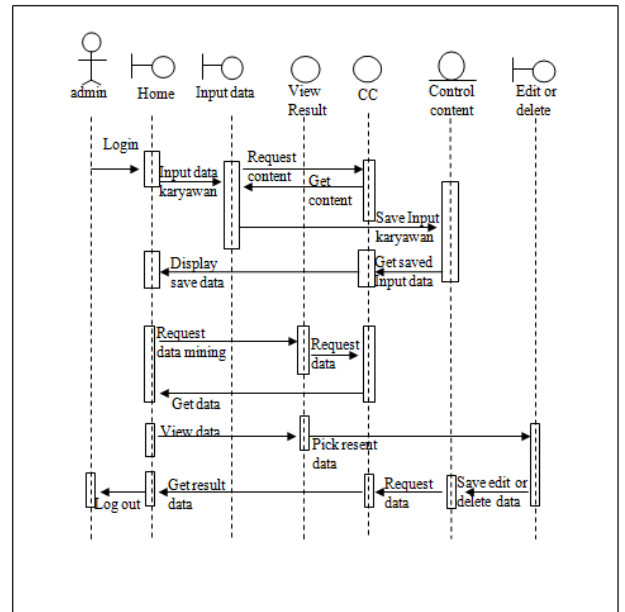 admin
Home
Input data
View
Result
CC
Control
content
Edit or
delete
Login
Input data
karyawan
Request
content
Get
content
Save Input
karyawan
Get saved
Input data
Display
save data
Request
data mining
Request
data
Get data
View data
Pick resent
data
Save edit or
delete data
Request
data
Get result
data
Log out